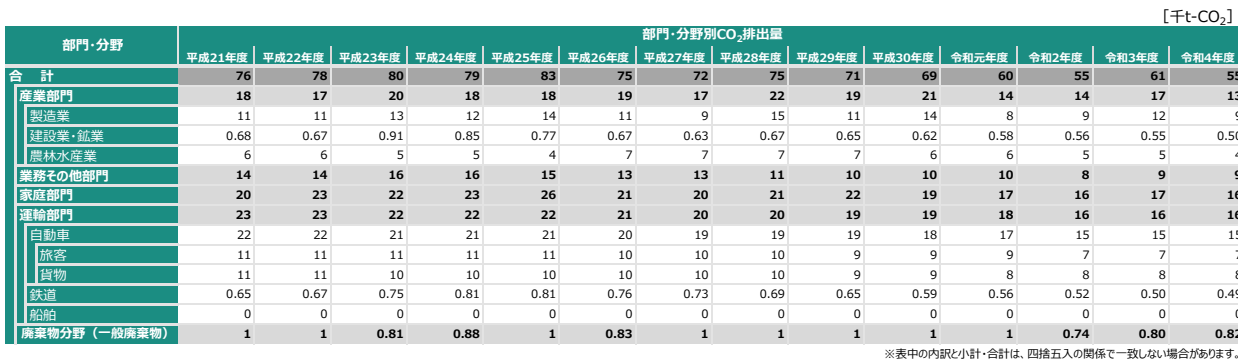 [千t-CO₂]
部門・分野 部門・分野別CO₂排出量
平成21年度 平成22年度 平成23年度 平成24年度 平成25年度 平成26年度 平成27年度 平成28年度 平成29年度 平成30年度 令和元年度 令和2年度 令和3年度 令和4年度
合 計 76 78 80 79 83 75 72 75 71 69 60 55 61 55
産業部門 18 17 20 18 18 19 17 22 19 21 14 14 17 13
製造業 11 11 13 12 14 11 9 15 11 14 8 9 12 9
建設業・鉱業 0.68 0.67 0.91 0.85 0.77 0.67 0.63 0.67 0.65 0.62 0.58 0.56 0.55 0.50
農林水産業 6 6 5 5 4 7 7 7 7 6 6 5 5 4
業務その他部門 14 14 16 16 15 13 13 11 10 10 10 8 9 9
家庭部門 20 23 22 23 26 21 20 21 22 19 17 16 17 16
運輸部門 23 23 22 22 22 21 20 20 19 19 18 16 16 16
自動車 22 22 21 21 21 20 19 19 19 18 17 15 15 15
旅客 11 11 11 11 11 10 10 10 9 9 9 7 7 7
貨物 11 11 10 10 10 10 10 10 9 9 8 8 8 8
鉄道 0.65 0.67 0.75 0.81 0.81 0.76 0.73 0.69 0.65 0.59 0.56 0.52 0.50 0.49
船舶 0 0 0 0 0 0 0 0 0 0 0 0 0 0
廃棄物分野（一般廃棄物） 1 1 0.81 0.88 1 0.83 1 1 1 1 1 0.74 0.80 0.82
※表中の内訳と小計・合計は、四捨五入の関係で一致しない場合があります。